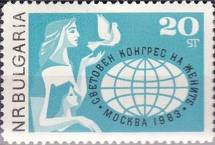 NR BULGARIA
20
ST
• СВЕТОВЕН КОНГРЕС НА ЖЕНИТЕ •
МОСКВА 1963.